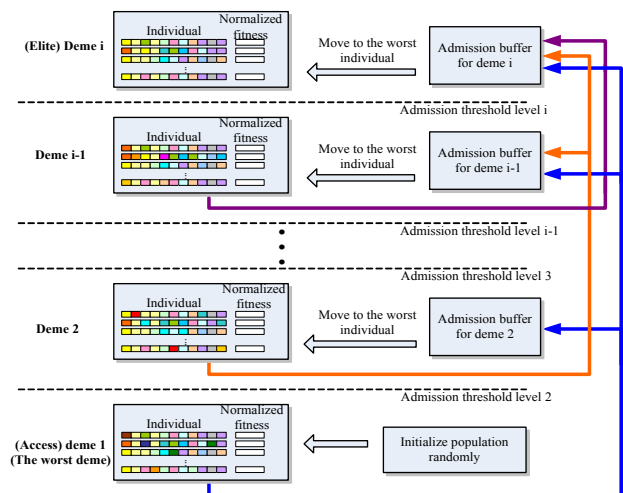 Individual
Normalized
fitness
(Elite) Deme i
Move to the worst
individual
Admission buffer
for deme i
Admission threshold level i
Individual
Normalized
fitness
Deme i-1
Move to the worst
individual
Admission buffer
for deme i-1
Admission threshold level i-1
Admission threshold level 3
Individual
Normalized
fitness
Deme 2
Move to the worst
individual
Admission buffer
for deme 2
Admission threshold level 2
Individual
Normalized
fitness
(Access) deme 1
(The worst deme)
Initialize population
randomly